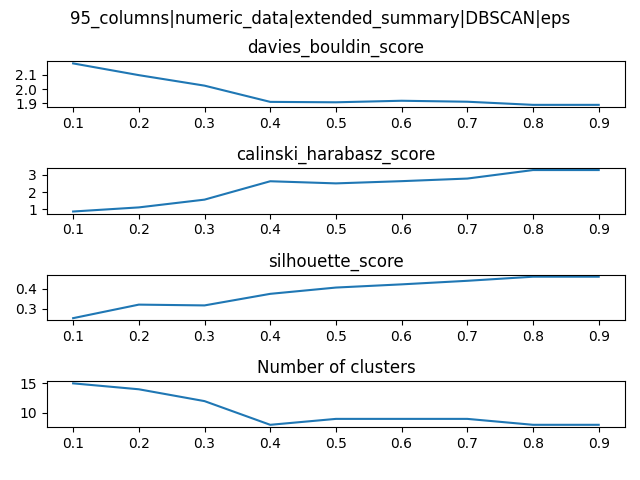 95_columns|numeric_data|extended_summary|DBSCAN|eps
davies_bouldin_score
2.1
2.0
1.9
0.1 0.2 0.3 0.4 0.5 0.6 0.7 0.8 0.9
calinski_harabasz_score
3
2
1
0.1 0.2 0.3 0.4 0.5 0.6 0.7 0.8 0.9
silhouette_score
0.4
0.3
0.1 0.2 0.3 0.4 0.5 0.6 0.7 0.8 0.9
Number of clusters
15
10
0.1 0.2 0.3 0.4 0.5 0.6 0.7 0.8 0.9